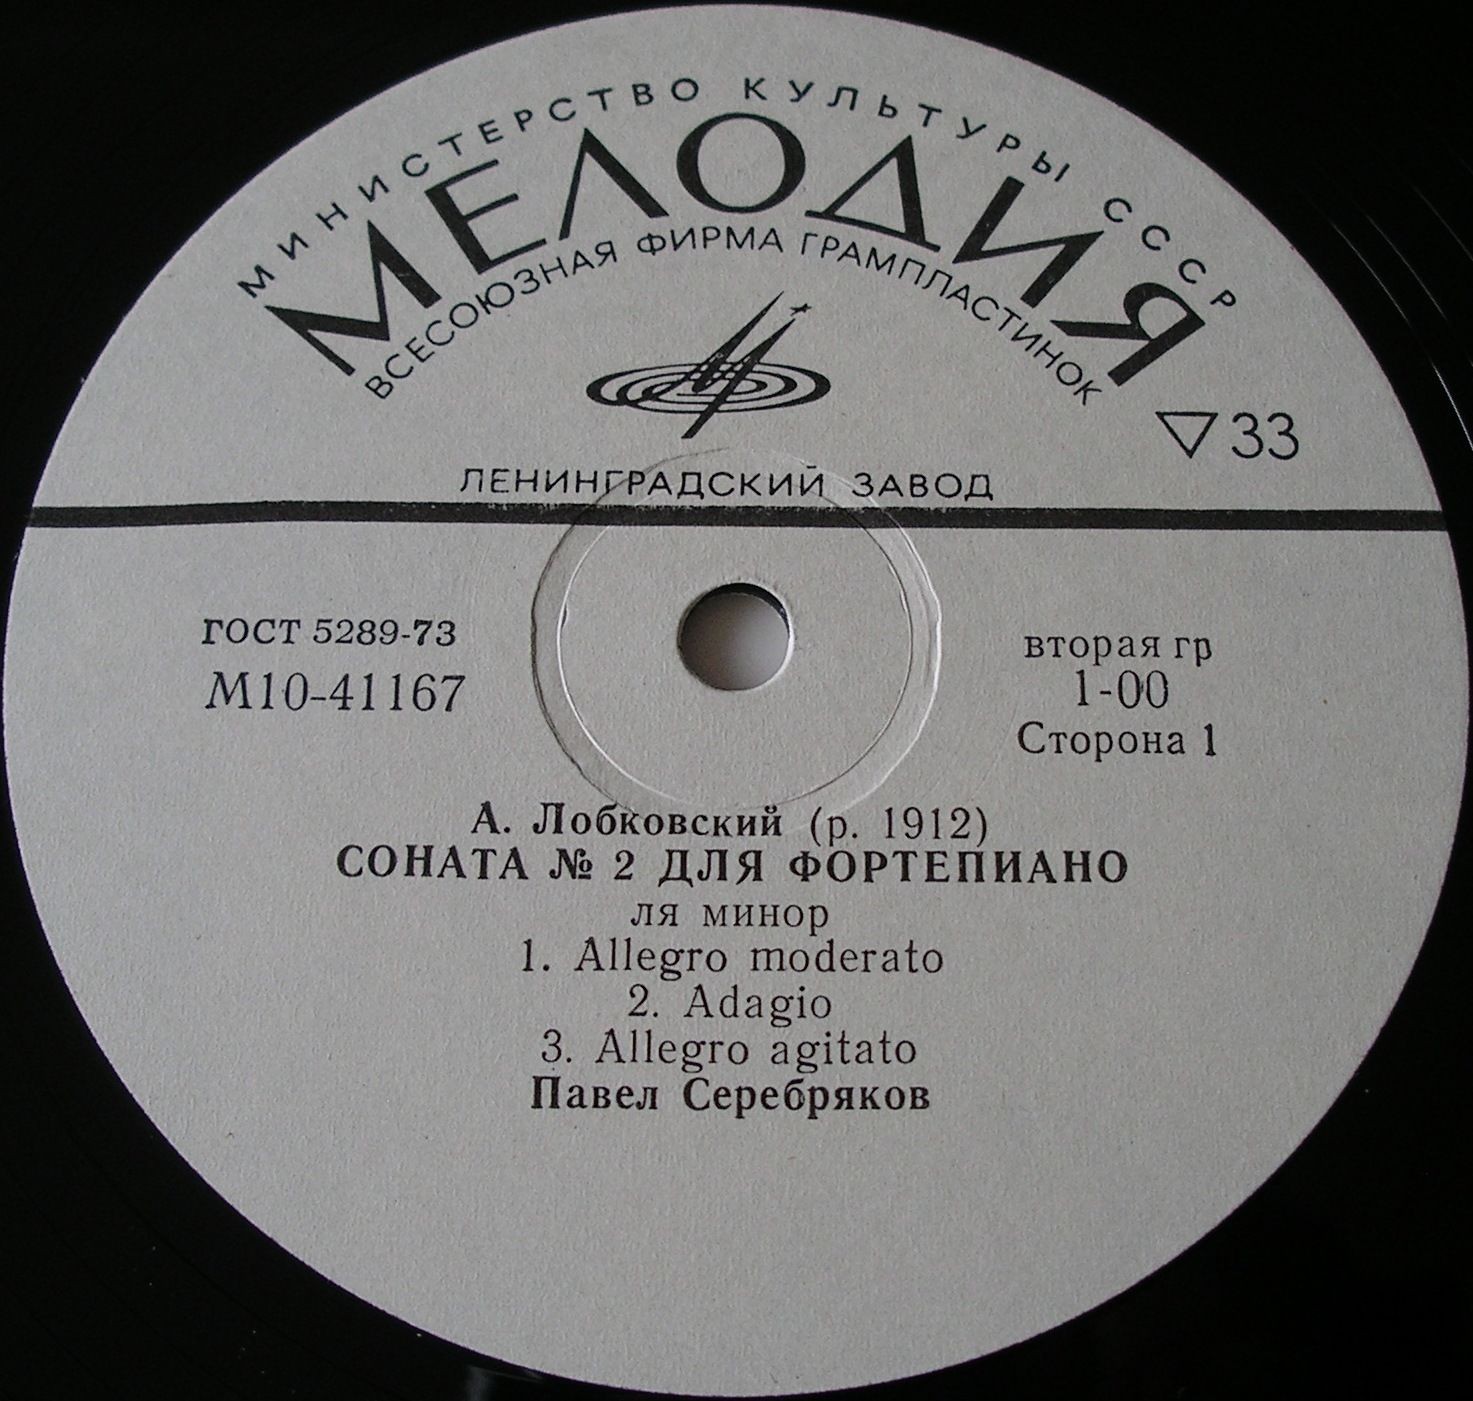 МИНИСТЕРСТВО КУЛЬТУРЫ СССР
МЕЛОДИЯ
ВСЕСОЮЗНАЯ ФИРМА ГРАМПЛАСТИНОК
▽33
ЛЕНИНГРАДСКИЙ ЗАВОД
ГОСТ 5289-73
М10-41167
вторая гр
1-00
Сторона 1
А. Лобковский (р. 1912)
СОНАТА № 2 ДЛЯ ФОРТЕПИАНО
ля минор
1. Allegro moderato
2. Adagio
3. Allegro agitato
Павел Серебряков